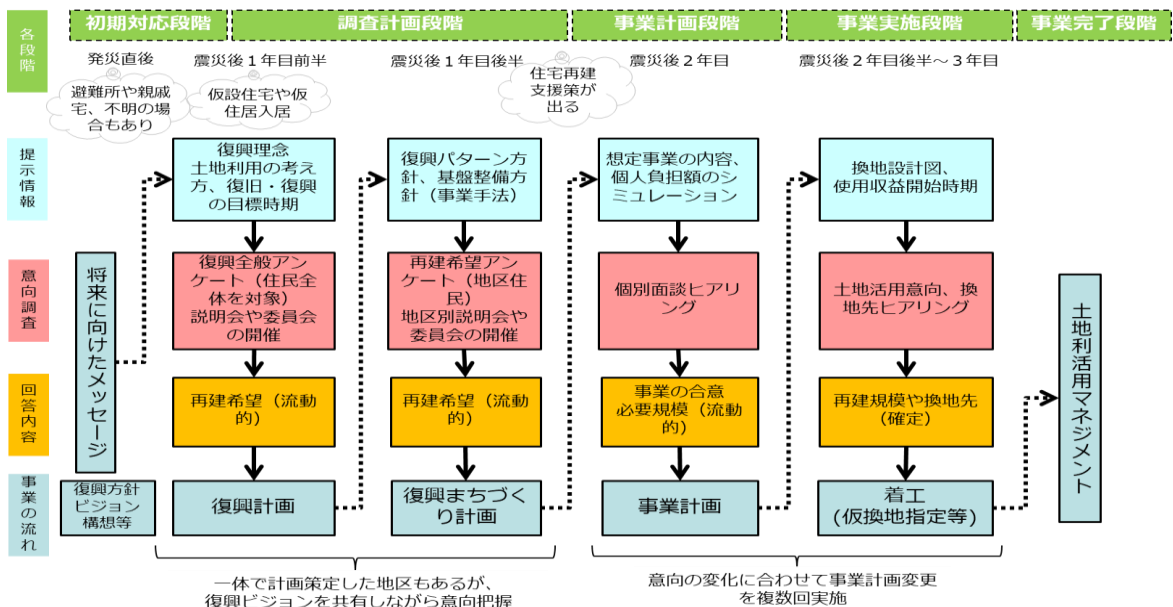 各段階
初期対応段階
調査計画段階
事業計画段階
事業実施段階
事業完了段階
発災直後
震災後1年目前半
震災後1年目後半
震災後2年目
震災後2年目後半～3年目
避難所や親戚
宅、不明の場
合もあり
仮設住宅や仮
住居入居
住宅再建
支援策が
出る
提示情報
復興理念
土地利用の考え
方、復旧・復興
の目標時期
復興パターン方
針、基盤整備方
針（事業手法）
想定事業の内容、
個人負担額のシ
ミュレーション
換地設計図、
使用収益開始時期
意向調査
将来に向けたメッセージ
復興全般アン
ケート（住民全
体を対象）
説明会や委員会
の開催
再建希望アン
ケート（地区住
民）
地区別説明会や
委員会の開催
個別面談ヒアリ
ング
土地活用意向、換
地先ヒアリング
土地利活用マネジメント
回答内容
再建希望（流動
的）
再建希望（流動
的）
事業の合意
必要規模（流動
的）
再建規模や換地先
（確定）
事業の流れ
復興方針
ビジョン
構想等
復興計画
復興まちづく
り計画
事業計画
着工
(仮換地指定等)
一体で計画策定した地区もあるが、
復興ビジョンを共有しながら意向把握
意向の変化に合わせて事業計画変更
を複数回実施